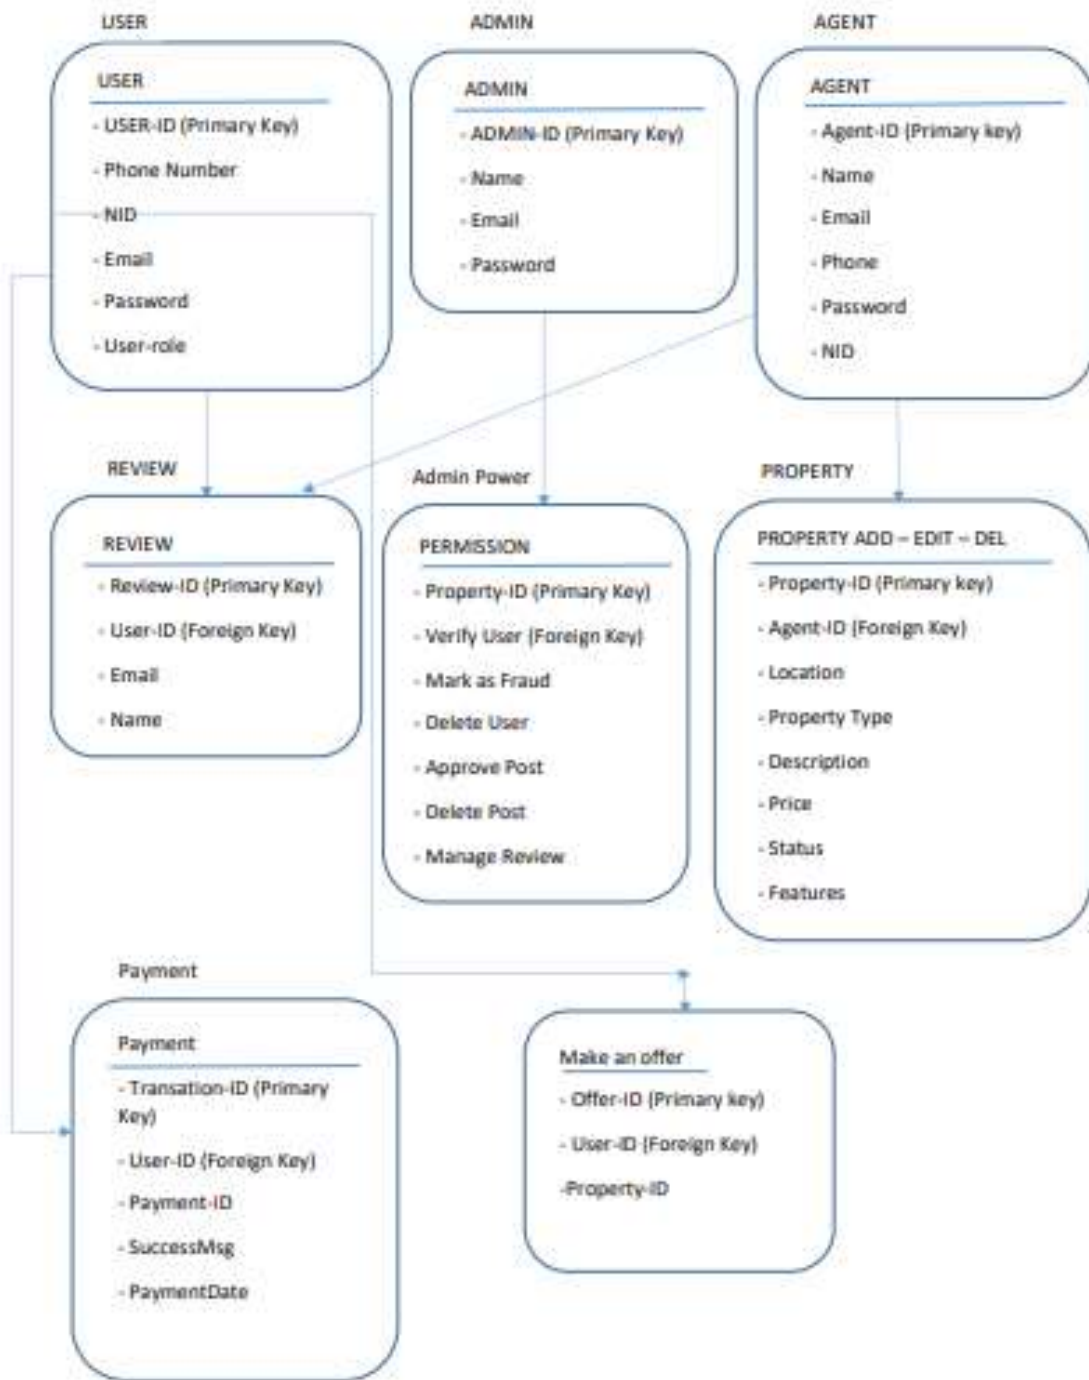 USER
ADMIN
AGENT
USER
- USER-ID (Primary Key)
- Phone Number
- NID
- Email
- Password
- User-role
ADMIN
- ADMIN-ID (Primary Key)
- Name
- Email
- Password
AGENT
- Agent-ID (Primary key)
- Name
- Email
- Phone
- Password
- NID
REVIEW
Admin Power
PROPERTY
REVIEW
- Review-ID (Primary Key)
- User-ID (Foreign Key)
- Email
- Name
PERMISSION
- Property-ID (Primary Key)
- Verify User (Foreign Key)
- Mark as Fraud
- Delete User
- Approve Post
- Delete Post
- Manage Review
PROPERTY ADD – EDIT – DEL
- Property-ID (Primary key)
- Agent-ID (Foreign Key)
- Location
- Property Type
- Description
- Price
- Status
- Features
Payment
Payment
- Transation-ID (Primary
Key)
- User-ID (Foreign Key)
- Payment-ID
- SuccessMsg
- PaymentDate
Make an offer
- Offer-ID (Primary key)
- User-ID (Foreign Key)
-Property-ID